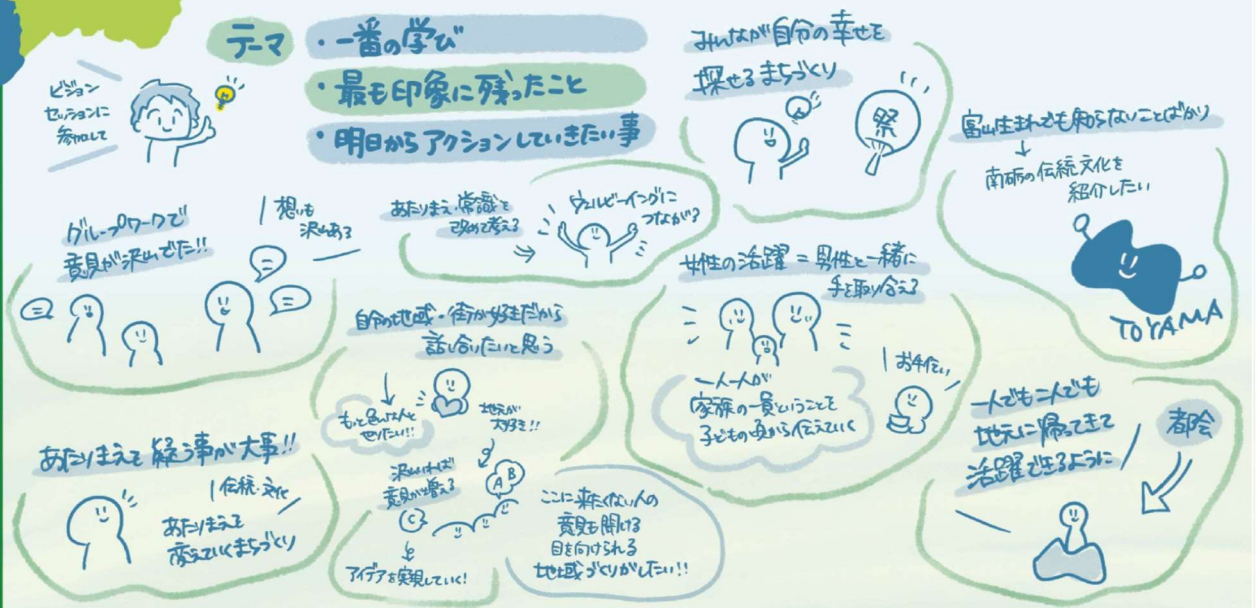 テーマ
・一番の学び
・最も印象に残ったこと
・明日からアクションしていきたい事
ビジョン
セッションに
参加して
グループワークで
意見が沢山でた!!
想いも
沢山ある
あたりまえ・常識を
改めて考える
ウェルビーイングに
つながる?
みんなが自分の幸せを
探せるまちづくり
祭
富山生まれでも知らないことばかり
南砺の伝統文化を
紹介したい
TOYAMA
自分の地域・街が好きだから
話し合いたいと思う
もっと色んな人と
やりたい!!
地元が
大好き!!
沢山いれば
意見が増える
A B
C
アイデアを実現していく!
女性の活躍=男性と一緒に
手を取り合える
一人一人が
家族の一員ということを
子どもの頃から伝えていく
お手伝い
あたりまえを疑う事が大事!!
伝統・文化
あたりまえを
変えていくまちづくり
ここに来たくない人の
意見も聞ける
目を向けられる
地域づくりがしたい!!
一人でも二人でも
地元に帰ってきて
活躍できるように
都会